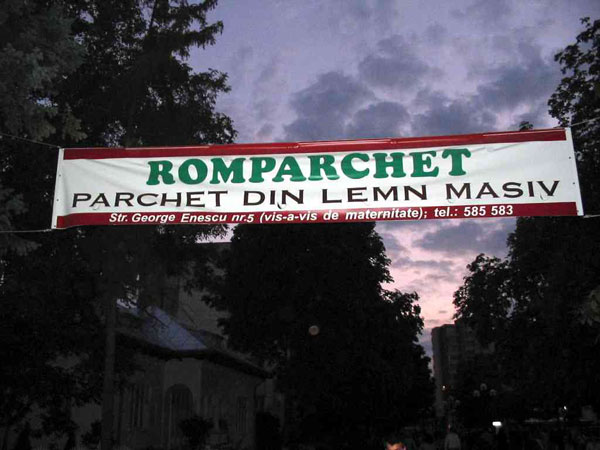 ROMPARCHET
PARCHET DIN LEMN MASIV
Str. George Enescu nr.5 (vis-a-vis de maternitate); tel.: 585 583